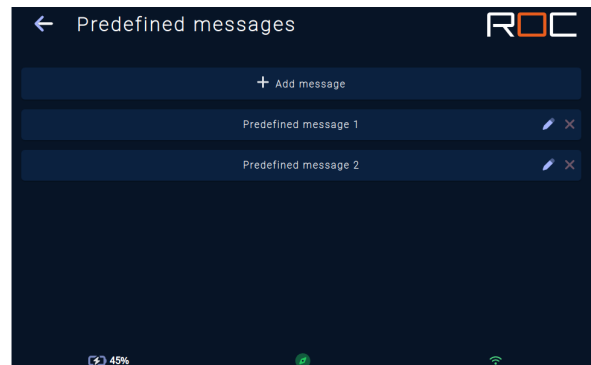 Predefined messages
ROC
Add message
Predefined message 1
Predefined message 2
45%